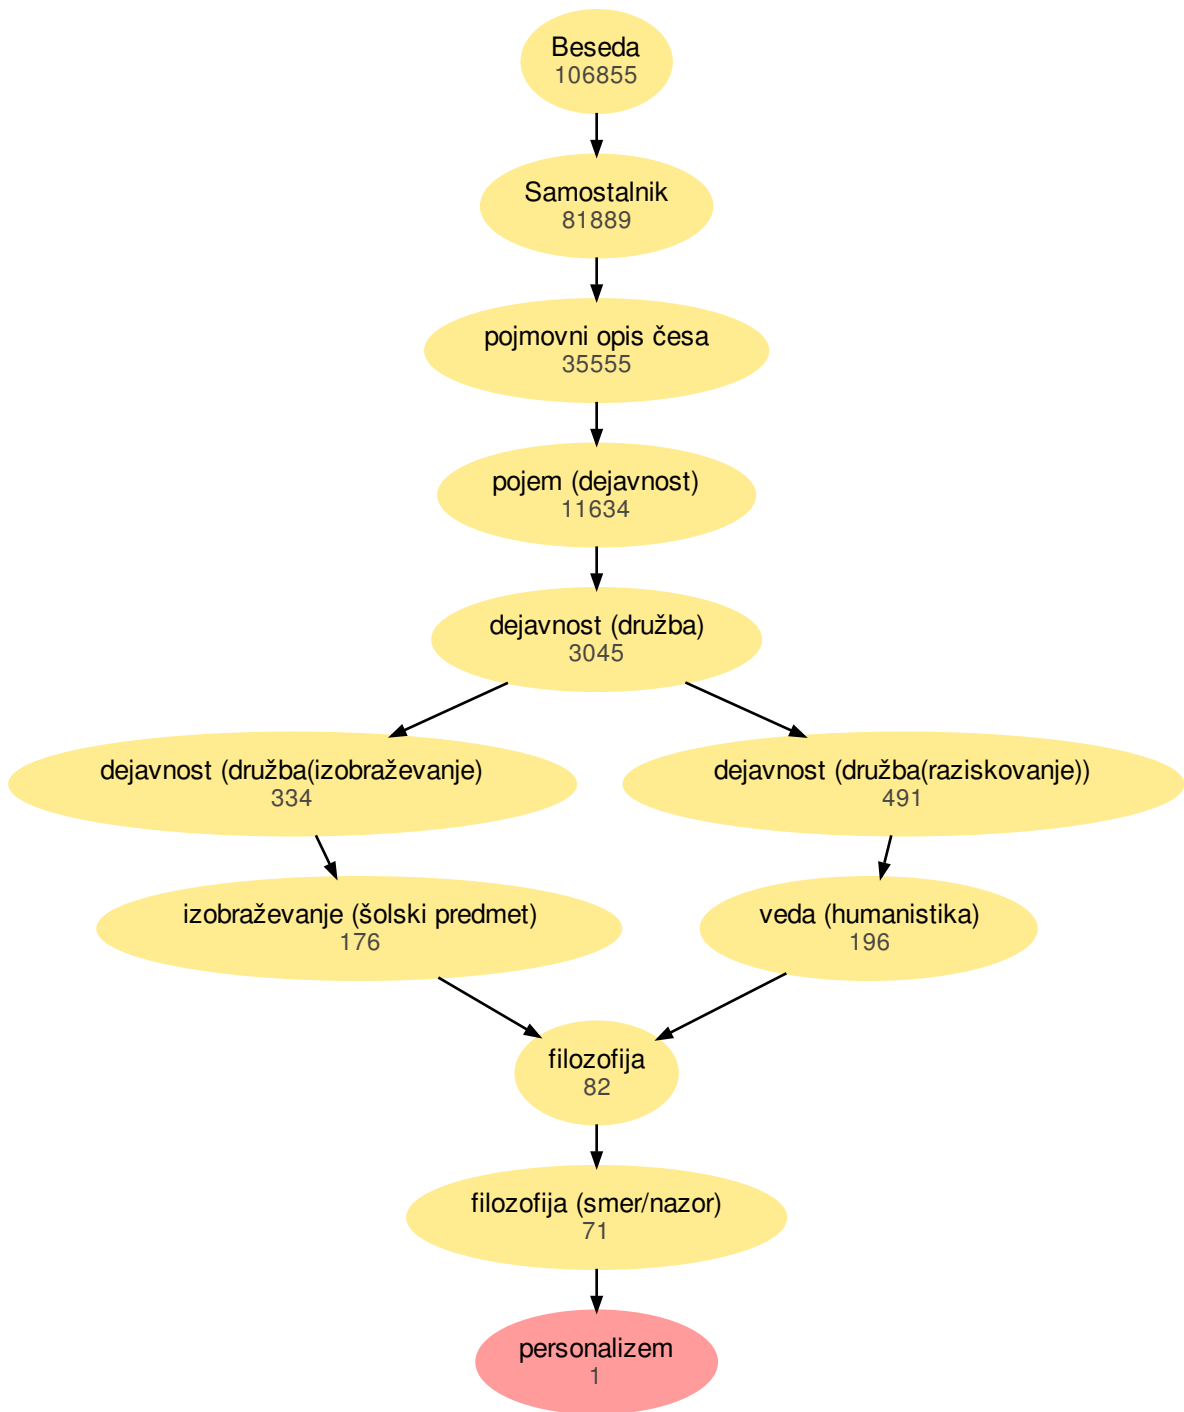 Beseda
106855
Samostalnik
81889
pojmovni opis česa
35555
pojem (dejavnost)
11634
dejavnost (družba)
3045
dejavnost (družba(izobraževanje)
334
dejavnost (družba(raziskovanje))
491
izobraževanje (šolski predmet)
176
veda (humanistika)
196
filozofija
82
filozofija (smer/nazor)
71
personalizem
1